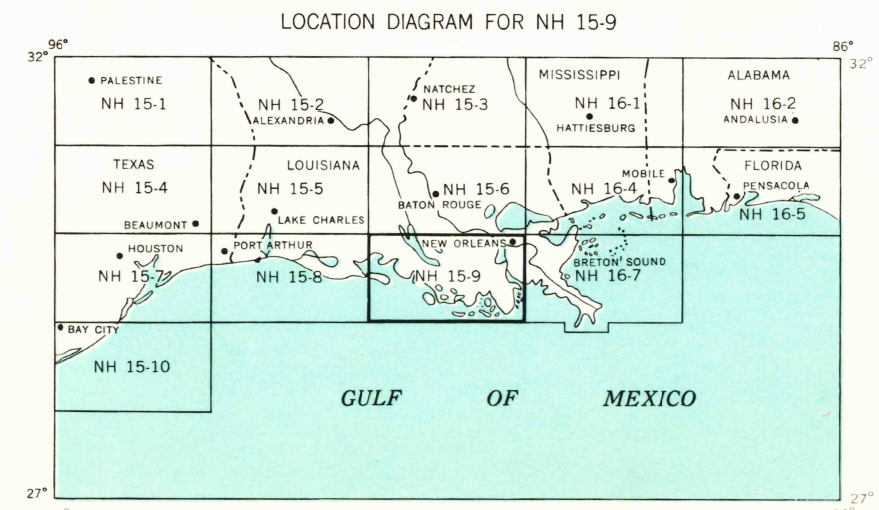 LOCATION DIAGRAM FOR NH 15-9
96°
86°
32°
32°
PALESTINE
NH 15-1
NH 15-2
ALEXANDRIA
NATCHEZ
NH 15-3
MISSISSIPPI
NH 16-1
HATTIESBURG
ALABAMA
NH 16-2
ANDALUSIA
TEXAS
NH 15-4
BEAUMONT
LOUISIANA
NH 15-5
LAKE CHARLES
NH 15-6
BATON ROUGE
MOBILE
NH 16-4
FLORIDA
PENSACOLA
NH 16-5
HOUSTON
NH 15-7
PORT ARTHUR
NH 15-8
NEW ORLEANS
NH 15-9
BRETON SOUND
NH 16-7
BAY CITY
NH 15-10
GULF OF MEXICO
27°
27°